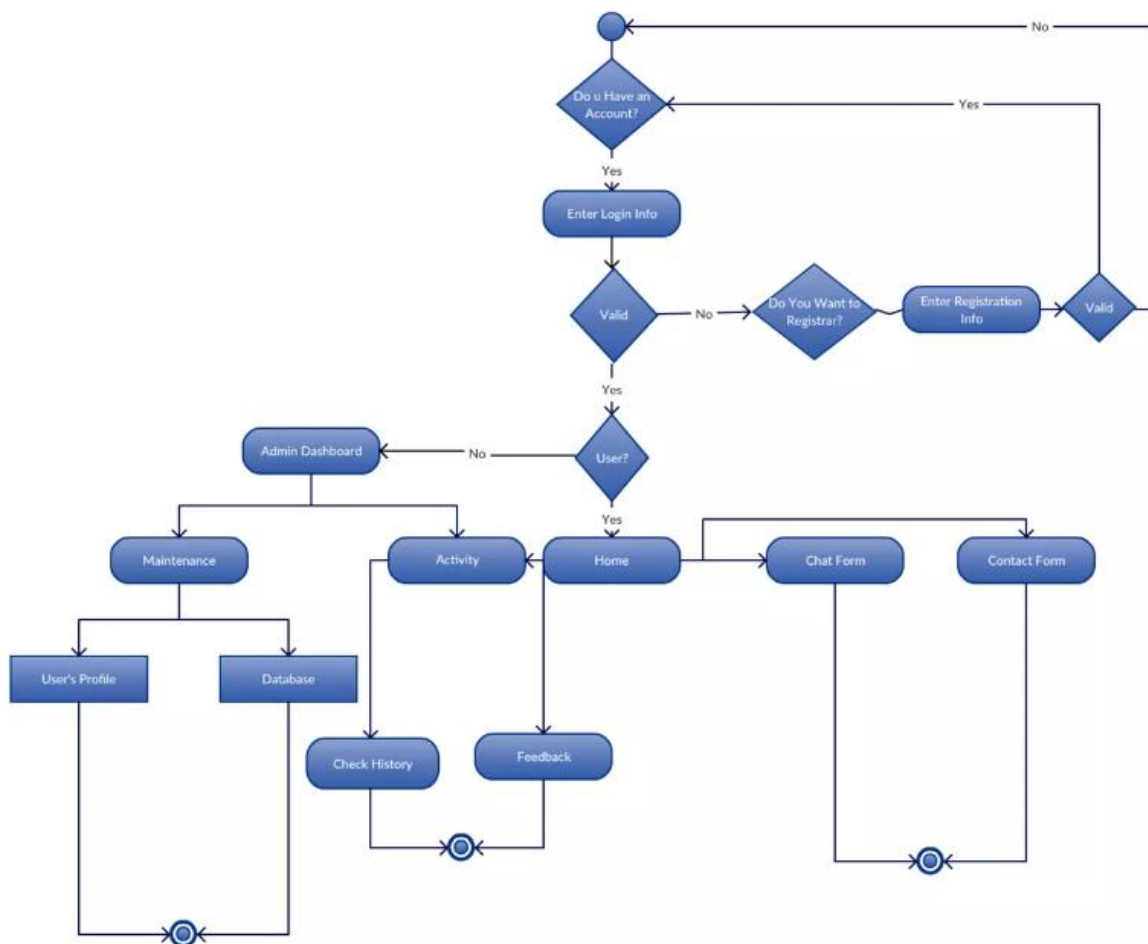 No
Do u Have an
Account?
Yes
Yes
Enter Login Info
Valid
No
Do You Want to
Registrar?
Enter Registration
Info
Valid
Yes
Admin Dashboard
No
User?
Yes
Maintenance
Activity
Home
Chat Form
Contact Form
User's Profile
Database
Check History
Feedback